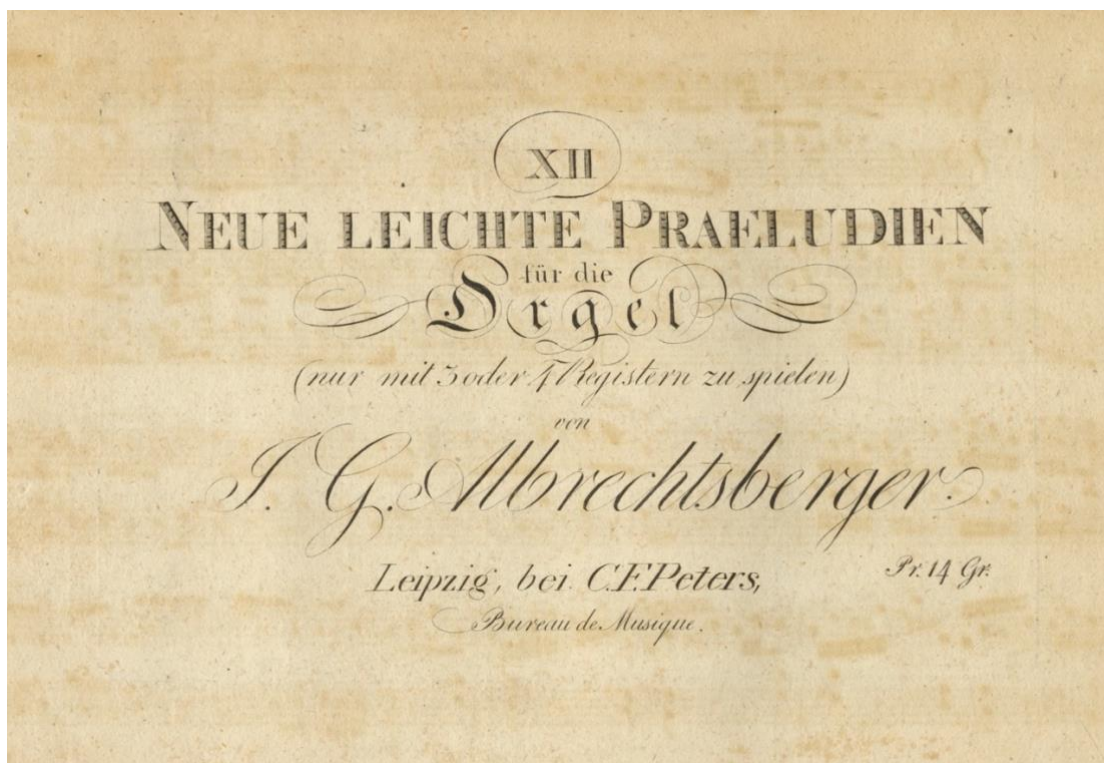 XII
NEUE LEICHTE PRAELUDIEN
für die
Orgel
(nur mit 3 oder 4 Registern zu spielen)
von
J. G. Albrechtsberger.
Leipzig, bei C.F. Peters,
Pr. 14 Gr.
Bureau de Musique.